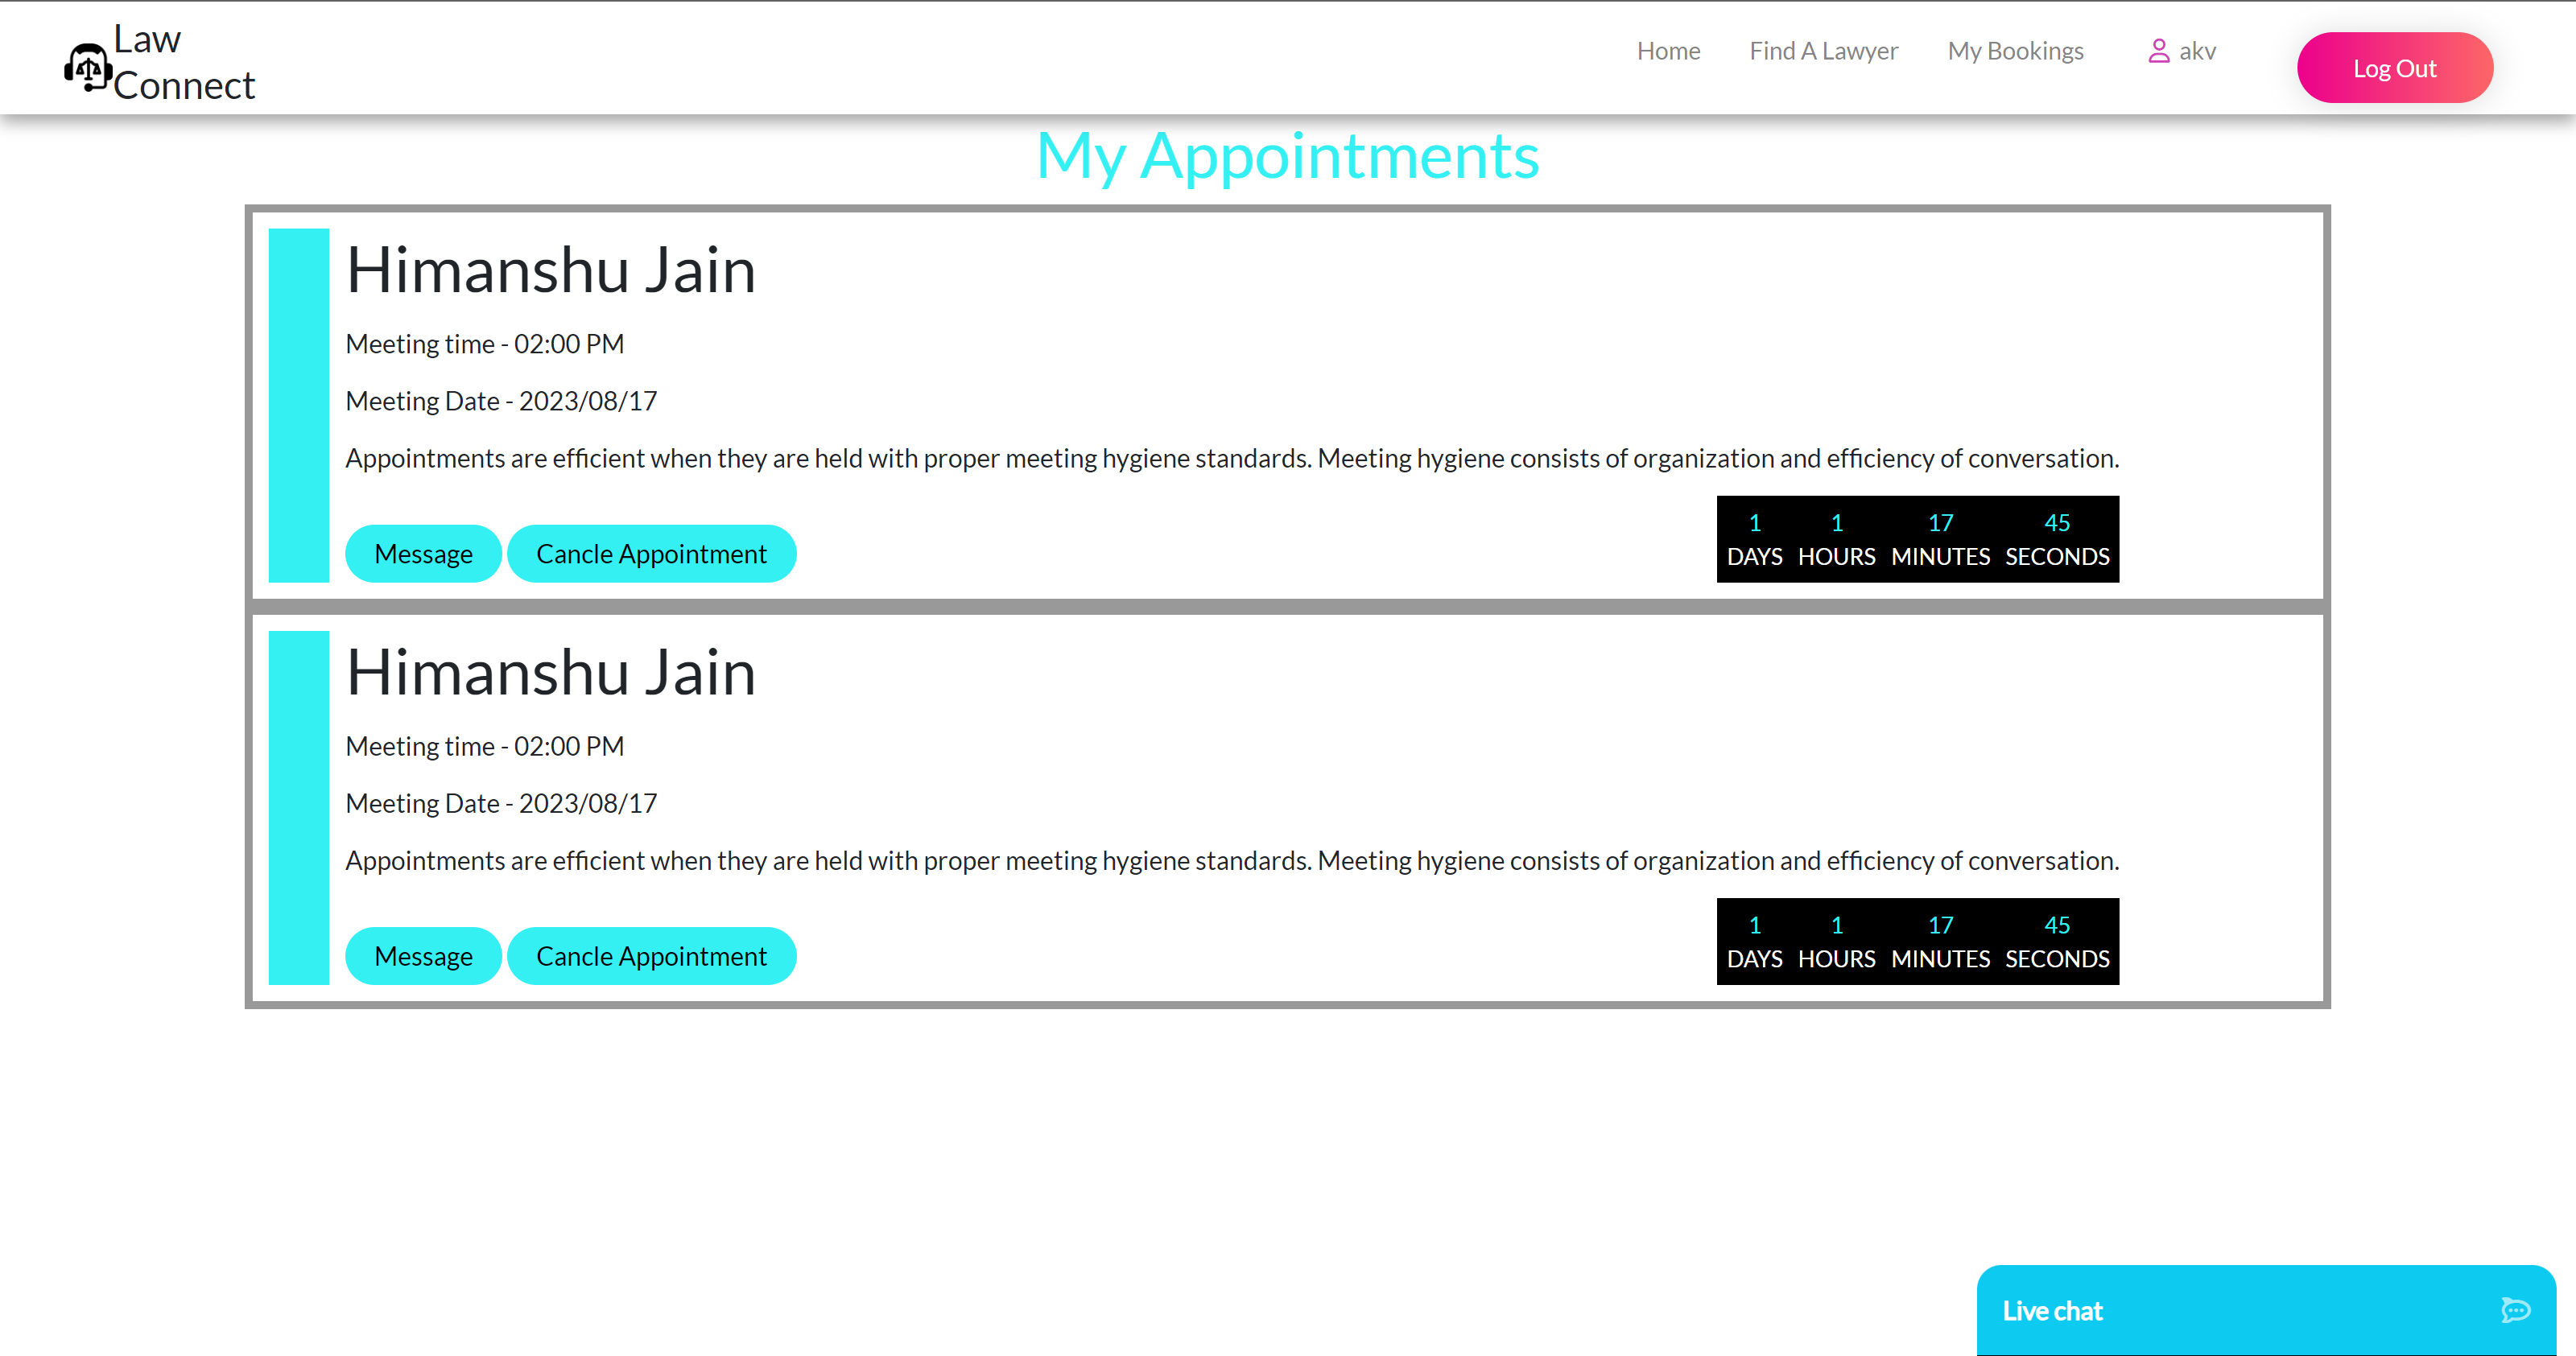 Law
Connect
Home Find A Lawyer My Bookings akv Log Out
My Appointments
Himanshu Jain
Meeting time - 02:00 PM
Meeting Date - 2023/08/17
Appointments are efficient when they are held with proper meeting hygiene standards. Meeting hygiene consists of organization and efficiency of conversation.
Message Cancle Appointment
1 1 17 45
DAYS HOURS MINUTES SECONDS
Himanshu Jain
Meeting time - 02:00 PM
Meeting Date - 2023/08/17
Appointments are efficient when they are held with proper meeting hygiene standards. Meeting hygiene consists of organization and efficiency of conversation.
Message Cancle Appointment
1 1 17 45
DAYS HOURS MINUTES SECONDS
Live chat